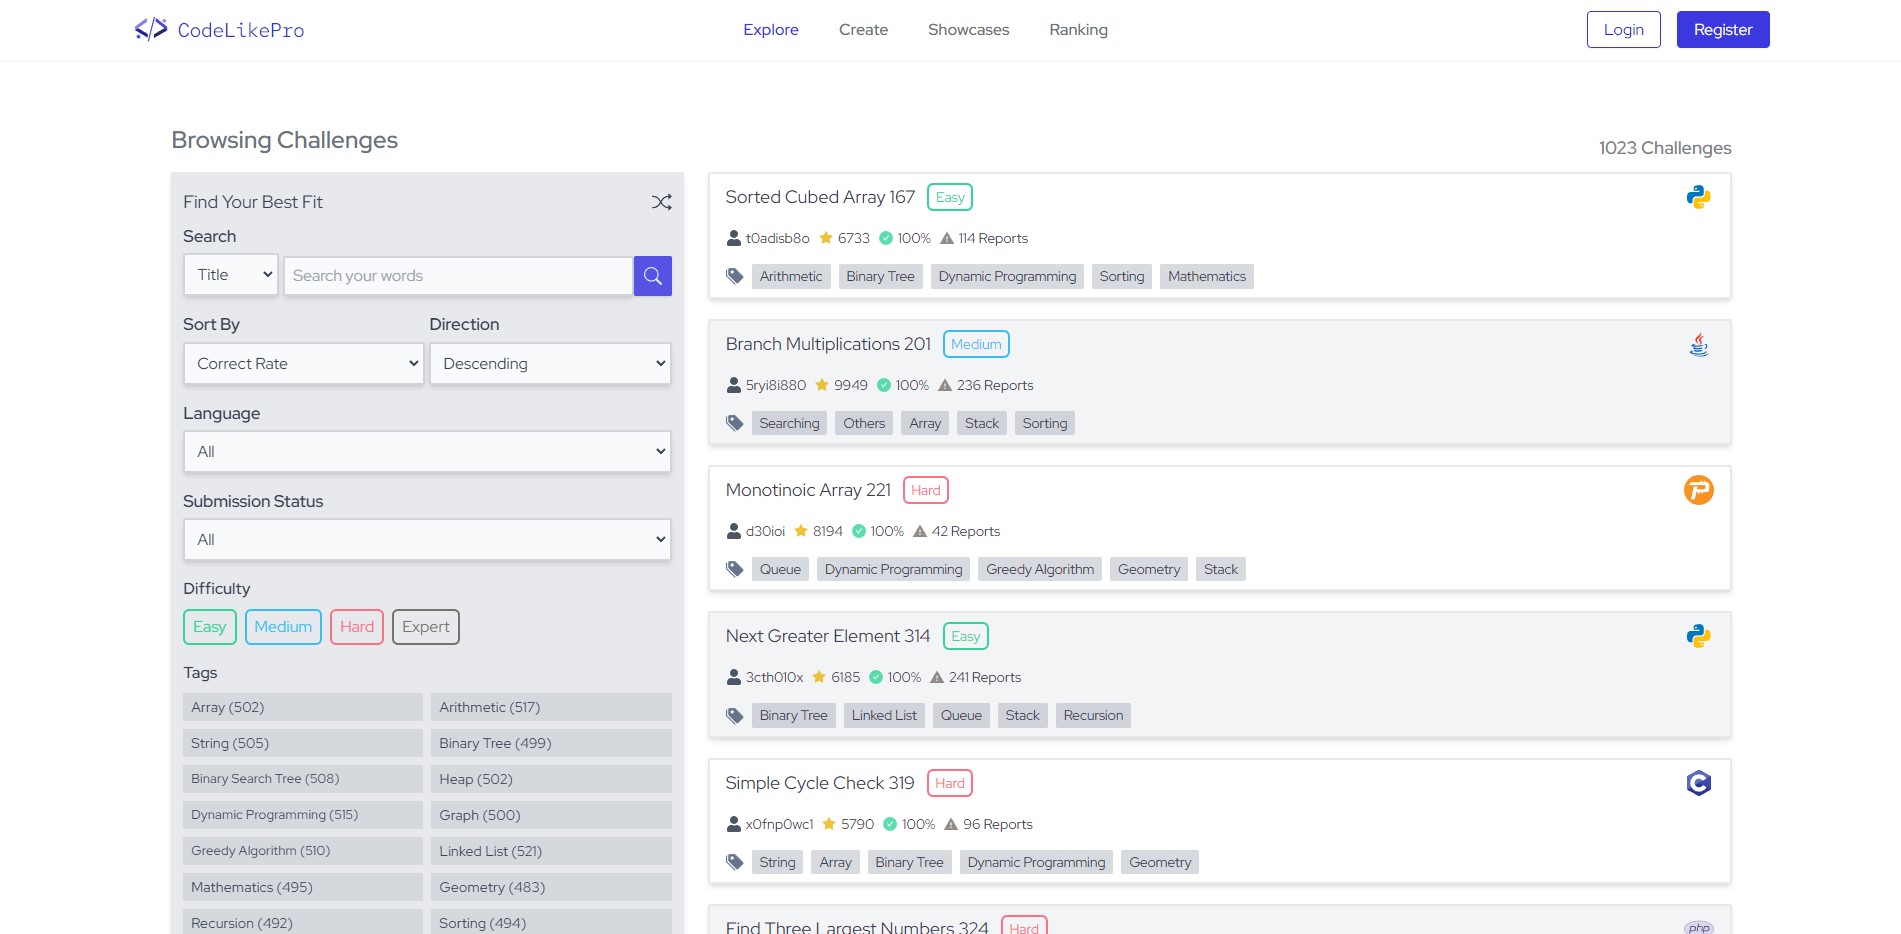 CodeLikePro
Explore Create Showcases Ranking
Login Register
Browsing Challenges
1023 Challenges
Find Your Best Fit
Search
Title Search your words
Sort By Direction
Correct Rate Descending
Language
All
Submission Status
All
Difficulty
Easy Medium Hard Expert
Tags
Array (502) Arithmetic (517)
String (505) Binary Tree (499)
Binary Search Tree (508) Heap (502)
Dynamic Programming (515) Graph (500)
Greedy Algorithm (510) Linked List (521)
Mathematics (495) Geometry (483)
Recursion (492) Sorting (494)
Sorted Cubed Array 167 Easy
t0adisb8o 6733 100% 114 Reports
Arithmetic Binary Tree Dynamic Programming Sorting Mathematics
Branch Multiplications 201 Medium
5ryi8i880 9949 100% 236 Reports
Searching Others Array Stack Sorting
Monotinoic Array 221 Hard
d30ioi 8194 100% 42 Reports
Queue Dynamic Programming Greedy Algorithm Geometry Stack
Next Greater Element 314 Easy
3cth010x 6185 100% 241 Reports
Binary Tree Linked List Queue Stack Recursion
Simple Cycle Check 319 Hard
x0fnp0wc1 5790 100% 96 Reports
String Array Binary Tree Dynamic Programming Geometry
Find Three Largest Numbers 324 Hard
php